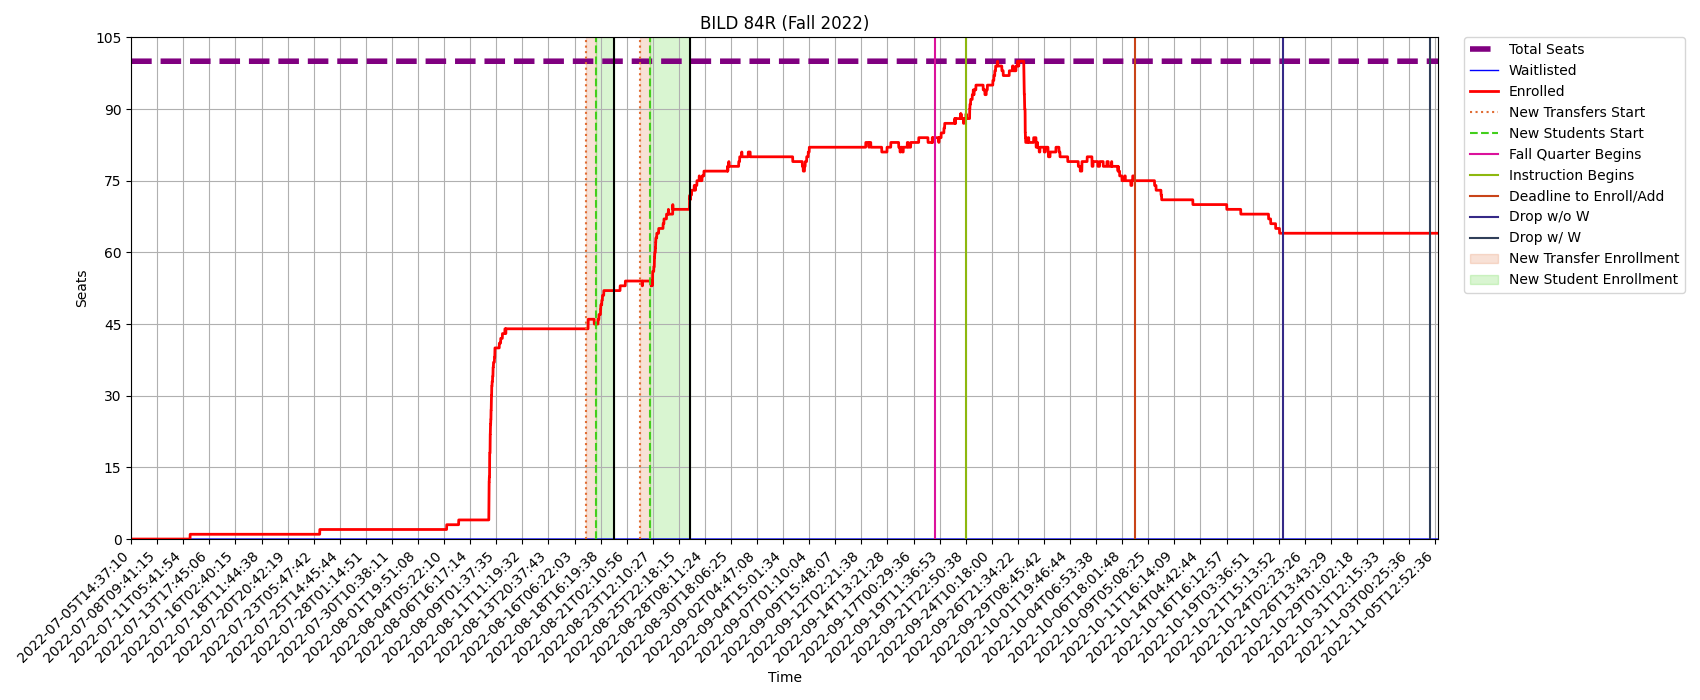 BILD 84R (Fall 2022)
105
90
75
60
45
30
15
0
Seats
Total Seats
Waitlisted
Enrolled
New Transfers Start
New Students Start
Fall Quarter Begins
Instruction Begins
Deadline to Enroll/Add
Drop w/o W
Drop w/ W
New Transfer Enrollment
New Student Enrollment
2022-07-05T14:37:10
2022-07-08T09:41:15
2022-07-11T05:41:54
2022-07-13T17:45:06
2022-07-16T02:40:15
2022-07-18T11:44:38
2022-07-20T20:42:19
2022-07-23T05:47:42
2022-07-25T14:45:44
2022-07-28T01:14:51
2022-07-30T10:38:11
2022-08-01T19:51:08
2022-08-04T05:22:10
2022-08-06T16:17:14
2022-08-09T01:37:35
2022-08-11T11:19:32
2022-08-13T20:37:43
2022-08-16T06:22:03
2022-08-18T16:19:38
2022-08-21T02:10:56
2022-08-23T12:10:27
2022-08-25T22:18:15
2022-08-28T08:11:24
2022-08-30T18:06:25
2022-09-02T04:47:08
2022-09-04T15:01:34
2022-09-07T01:10:04
2022-09-09T15:48:07
2022-09-12T02:21:38
2022-09-14T13:21:28
2022-09-17T00:29:36
2022-09-19T11:36:53
2022-09-21T22:50:38
2022-09-24T10:18:00
2022-09-26T21:34:22
2022-09-29T08:45:42
2022-10-01T19:46:44
2022-10-04T06:53:38
2022-10-06T18:01:48
2022-10-09T05:08:25
2022-10-11T16:14:09
2022-10-14T04:42:44
2022-10-16T16:12:57
2022-10-19T03:36:51
2022-10-21T15:13:52
2022-10-24T02:23:26
2022-10-26T13:43:29
2022-10-29T01:02:18
2022-10-31T12:15:33
2022-11-03T00:25:36
2022-11-05T12:52:36
Time